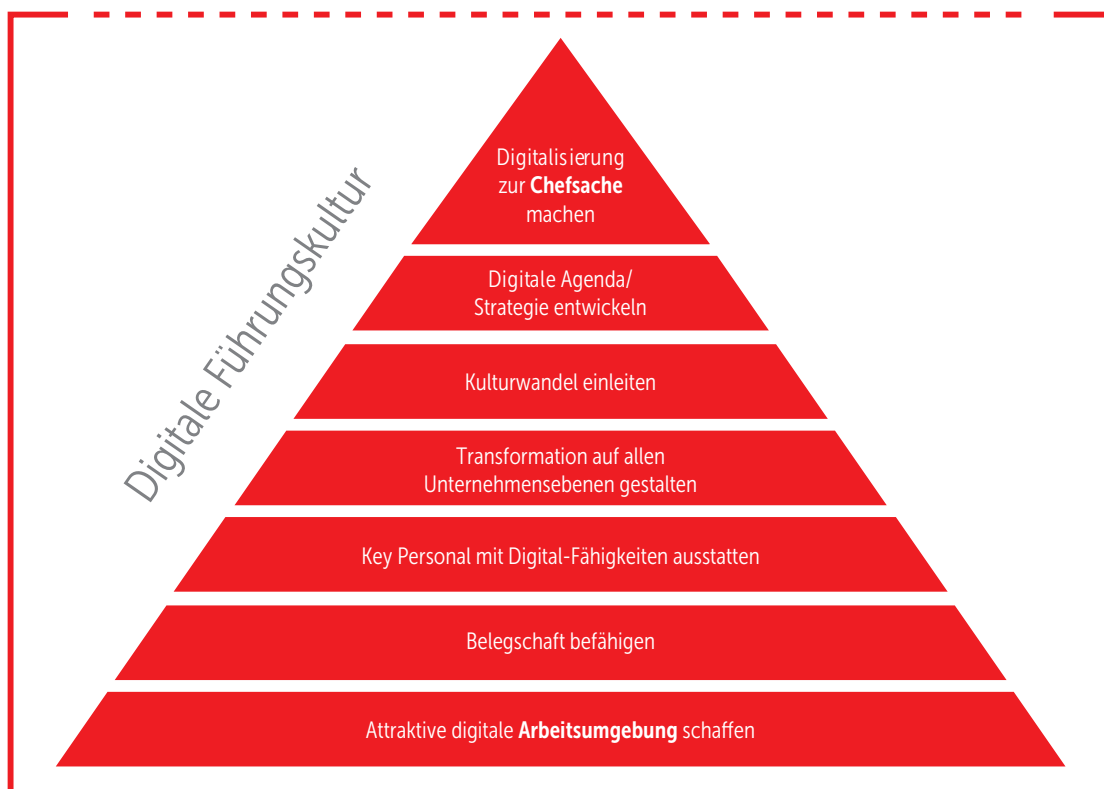 Digitale Führungskultur
Digitalisierung
zur Chefsache
machen
Digitale Agenda/
Strategie entwickeln
Kulturwandel einleiten
Transformation auf allen
Unternehmensebenen gestalten
Key Personal mit Digital-Fähigkeiten ausstatten
Belegschaft befähigen
Attraktive digitale Arbeitsumgebung schaffen